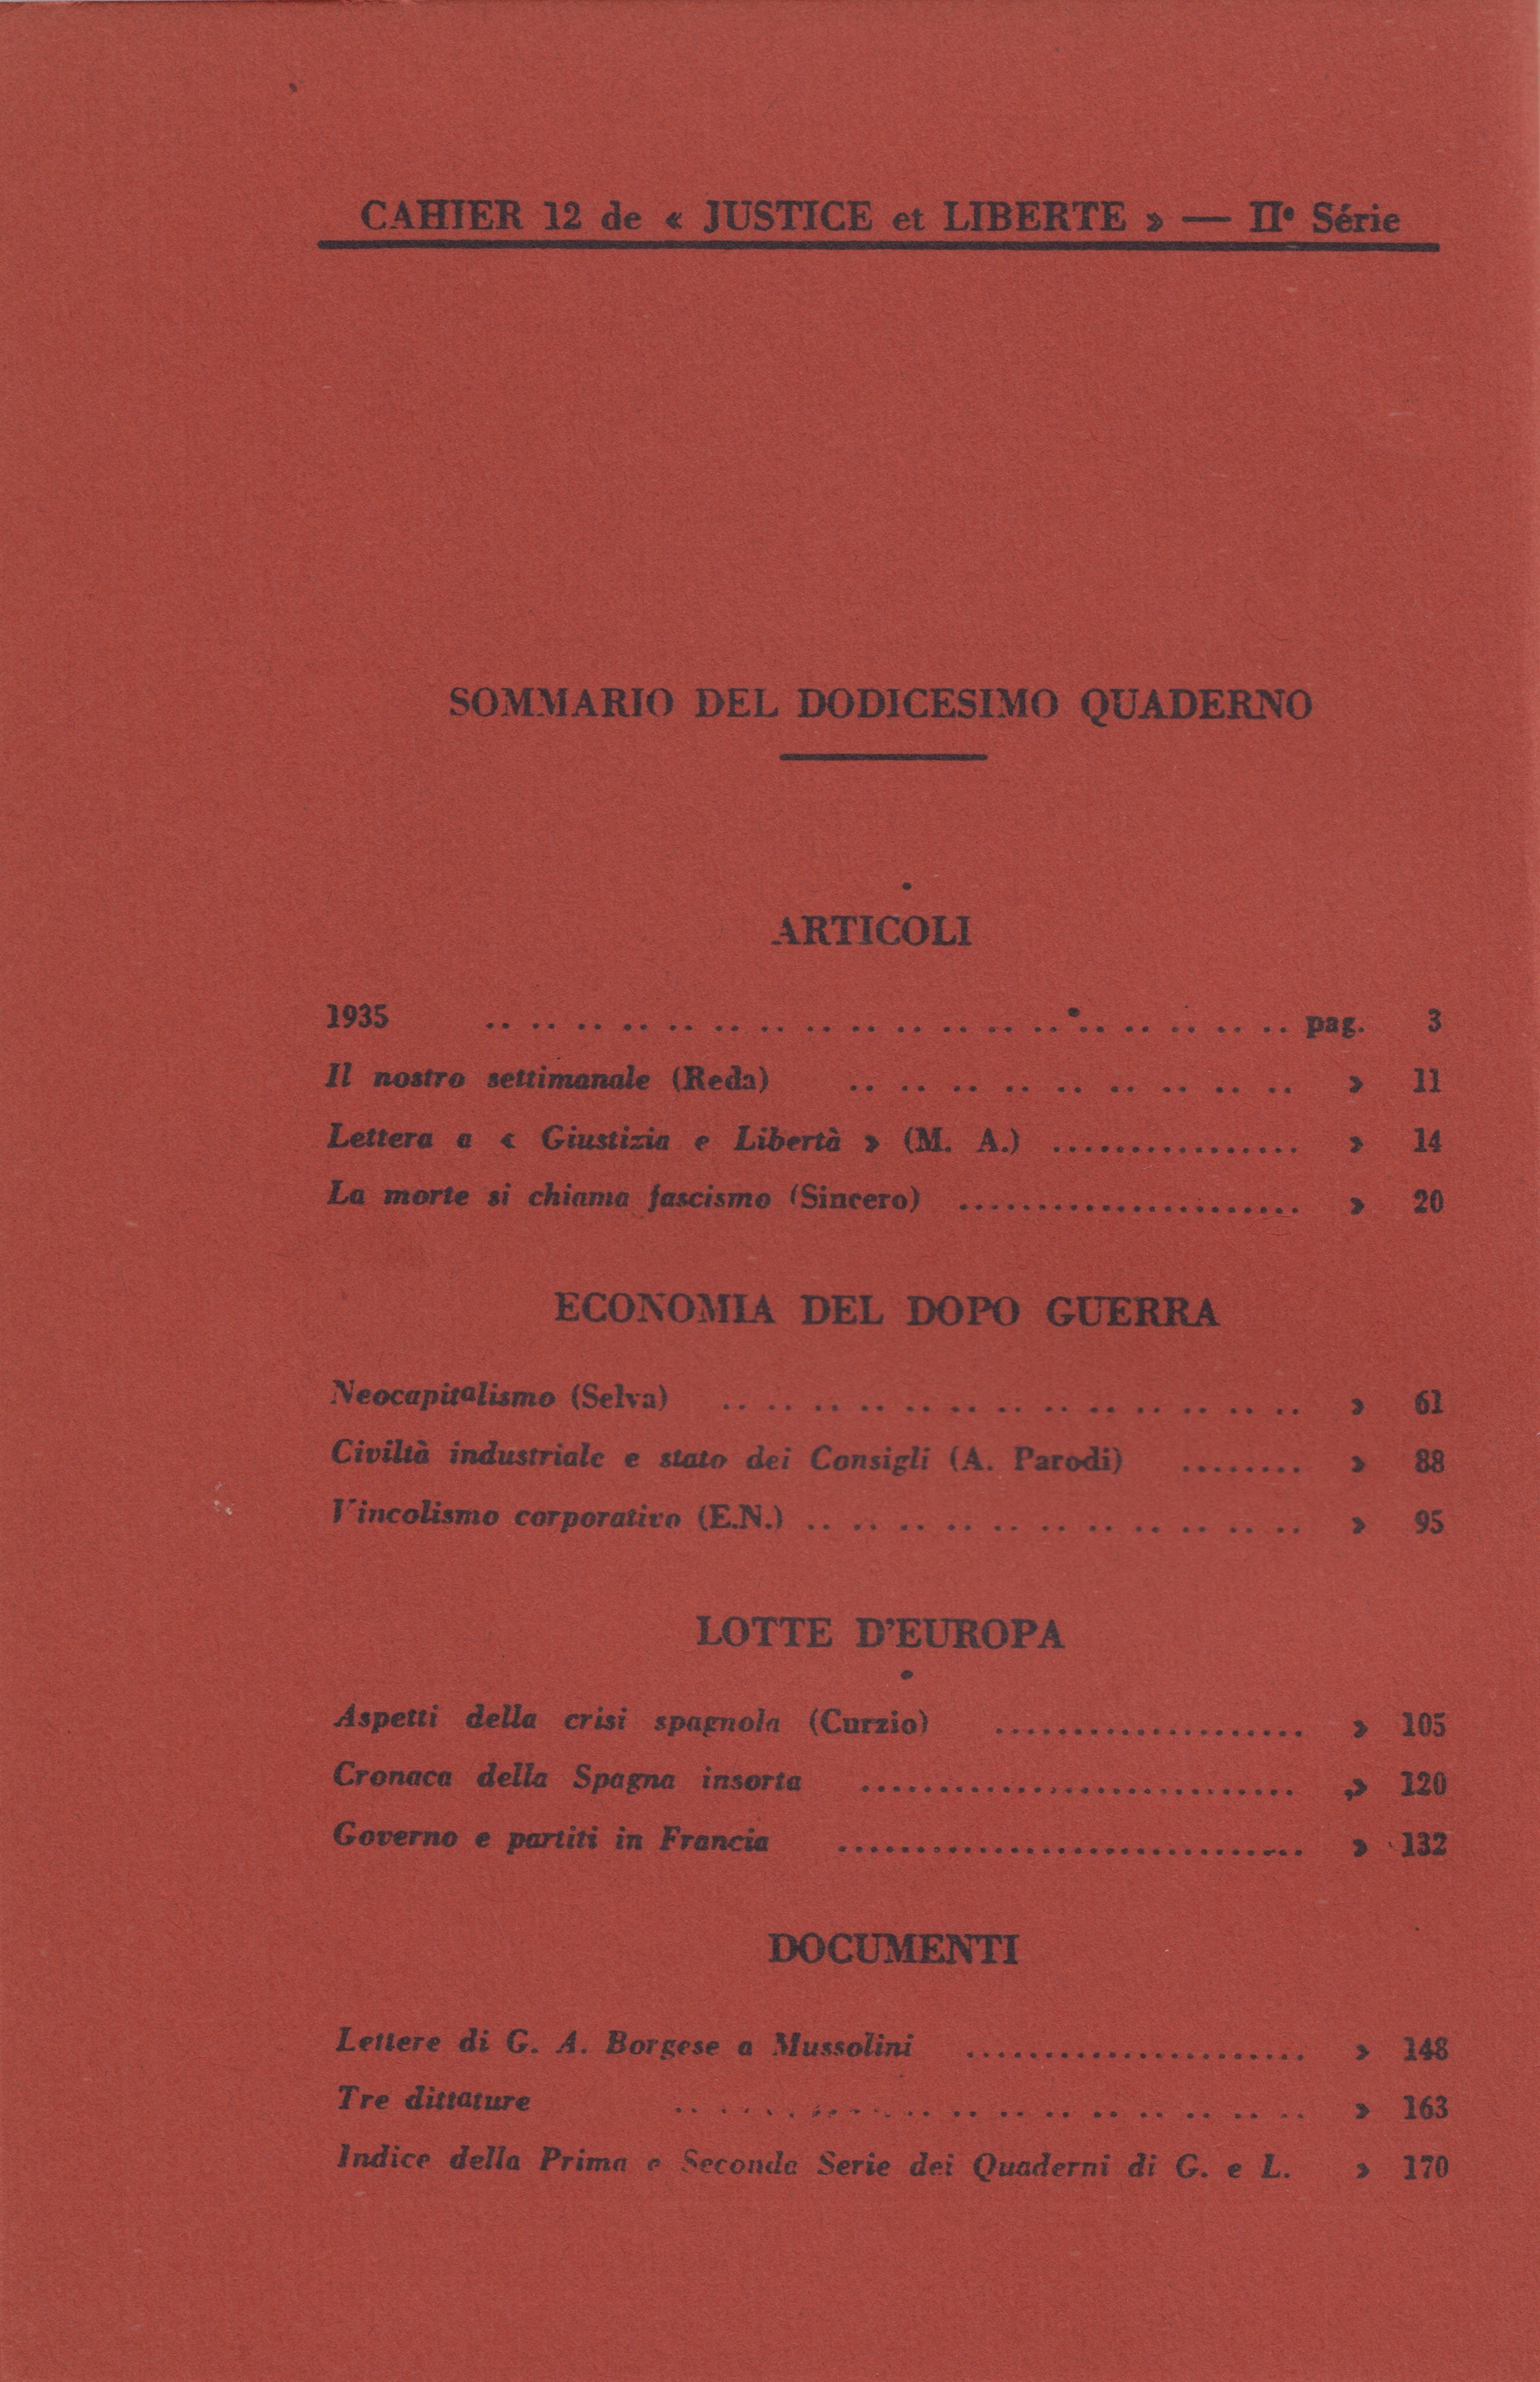 CAHIER 12 de « JUSTICE et LIBERTE » — IIe Série
SOMMARIO DEL DODICESIMO QUADERNO
ARTICOLI
1935 .. .. .. .. .. .. .. .. .. .. .. .. .. .. .. .. .. .. pag. 3
Il nostro settimanale (Reda) .. .. .. .. .. .. .. .. .. » 11
Lettera a « Giustizia e Libertà » (M. A.) ................ » 14
La morte si chiama fascismo (Sincero) ...................... » 20
ECONOMIA DEL DOPO GUERRA
Neocapitalismo (Selva) .. .. .. .. .. .. .. .. .. .. .. .. .. » 61
Civiltà industriale e stato dei Consigli (A. Parodi) ........ » 88
Vincolismo corporativo (E.N.) .. .. .. .. .. .. .. .. .. .. .. » 95
LOTTE D'EUROPA
Aspetti della crisi spagnola (Curzio) .................... » 105
Cronaca della Spagna insorta ............................ » 120
Governo e partiti in Francia .............................. » 132
DOCUMENTI
Lettere di G. A. Borgese a Mussolini ...................... » 148
Tre dittature .. .. .. .. .. .. .. .. .. .. .. .. .. .. » 163
Indice della Prima e Seconda Serie dei Quaderni di G. e L. » 170